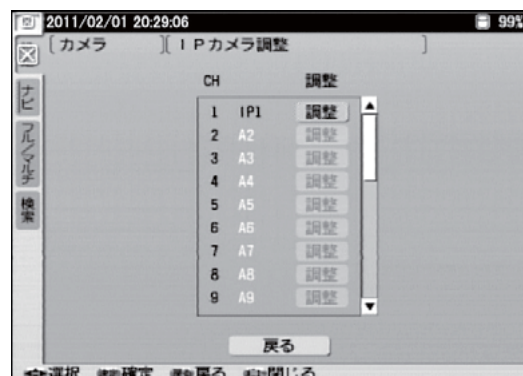 2011/02/01 20:29:06 99%
[カメラ ][IPカメラ調整 ]
CH 調整
1 IP1 調整
2 A2 調整
3 A3 調整
4 A4 調整
5 A5 調整
6 A6 調整
7 A7 調整
8 A8 調整
9 A9 調整
戻る
ナビ
フル/マルチ
検索
選択 確定 戻る 閉じる